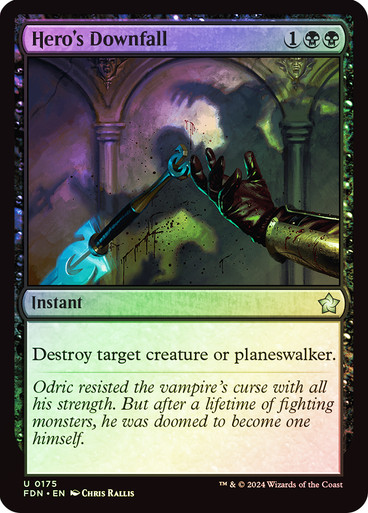 Hero's Downfall 1
Instant
Destroy target creature or planeswalker.
Odric resisted the vampire's curse with all
his strength. But after a lifetime of fighting
monsters, he was doomed to become one
himself.
U 0175
FDN • EN Chris Rallis
™ & © 2024 Wizards of the Coast